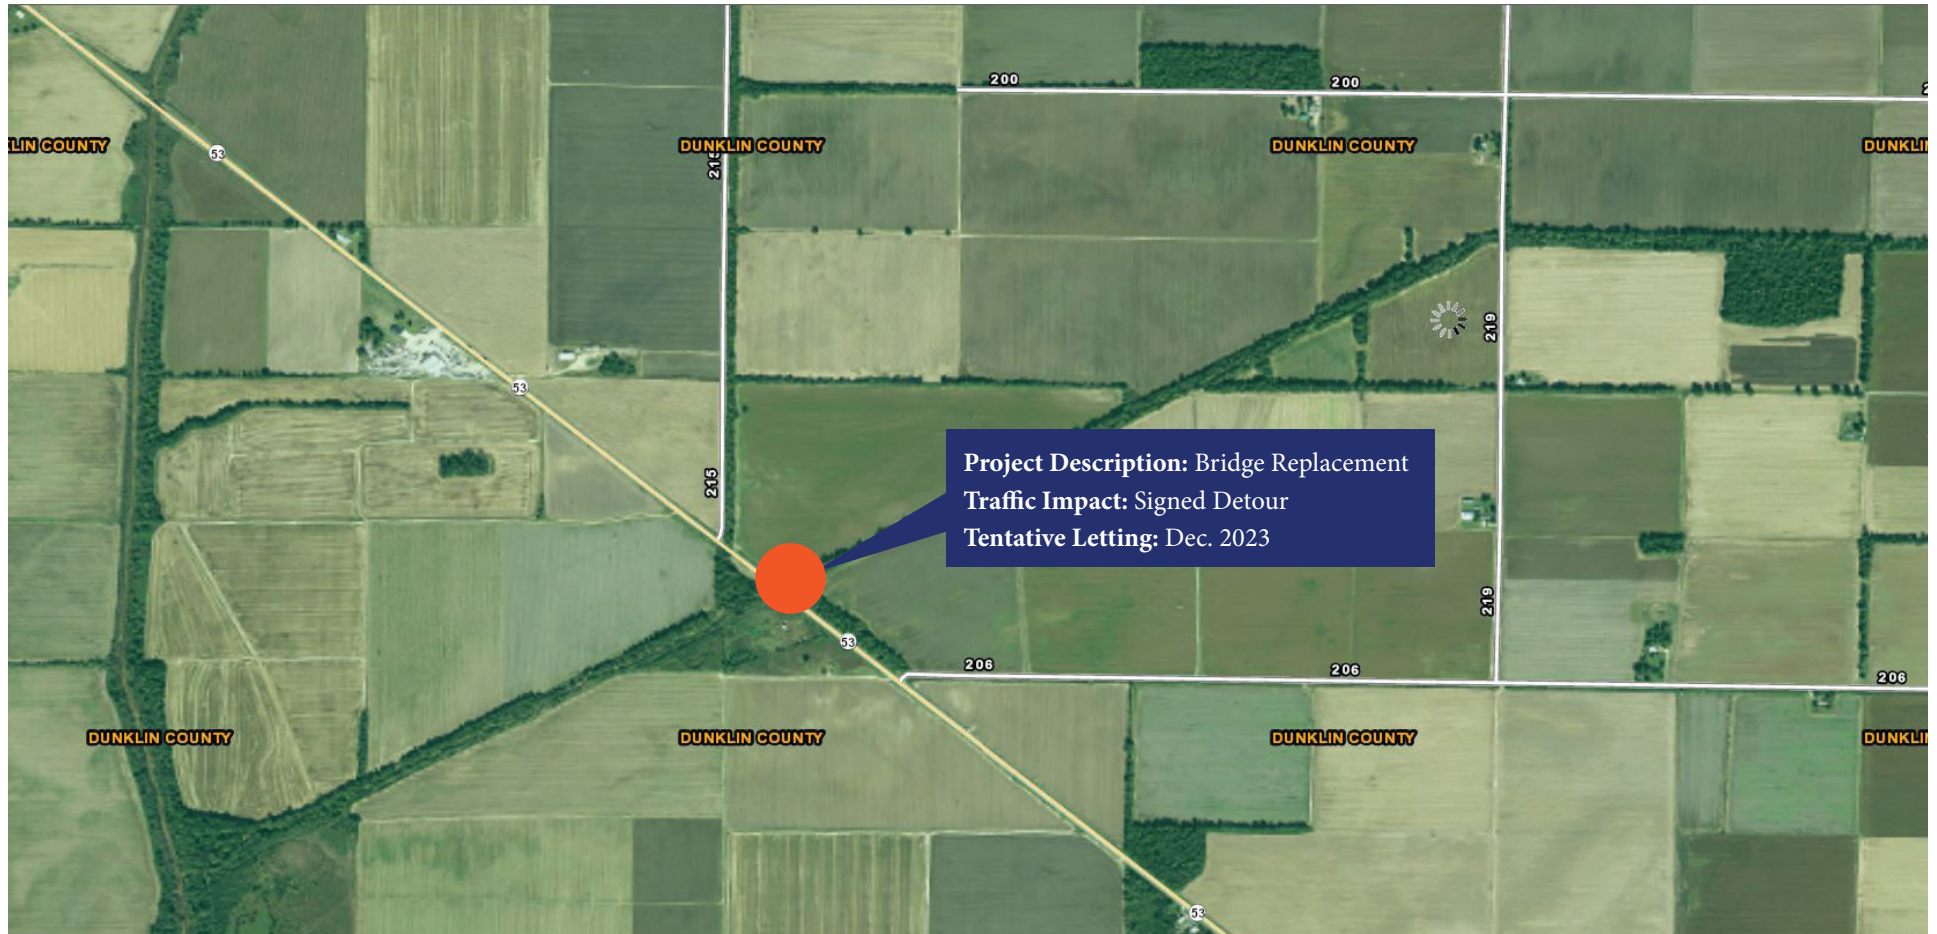 200
200
2
LIN COUNTY
DUNKLIN COUNTY
DUNKLIN COUNTY
DUNKLI
53
215
219
53
Project Description: Bridge Replacement
Traffic Impact: Signed Detour
Tentative Letting: Dec. 2023
215
219
53
206
206
206
DUNKLIN COUNTY
DUNKLIN COUNTY
DUNKLIN COUNTY
DUNKLI
53